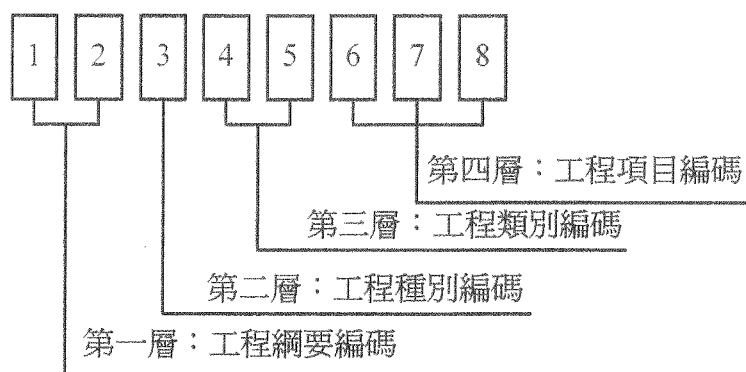 1 2 3 4 5 6 7 8
第四層：工程項目編碼
第三層：工程類別編碼
第二層：工程種別編碼
第一層：工程綱要編碼